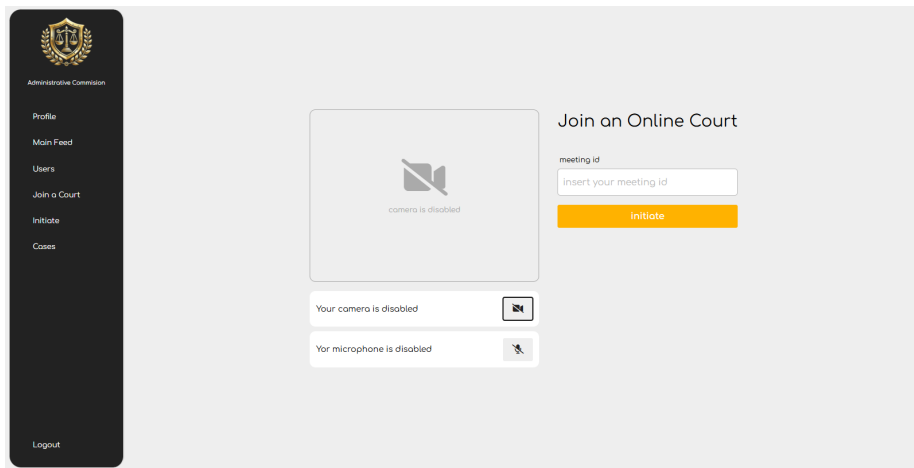 Administrative Commision
Profile
Main Feed
Users
Join a Court
Initiate
Cases
Logout
camera is disabled
Your camera is disabled
Yor microphone is disabled
Join an Online Court
meeting id
insert your meeting id
initiate